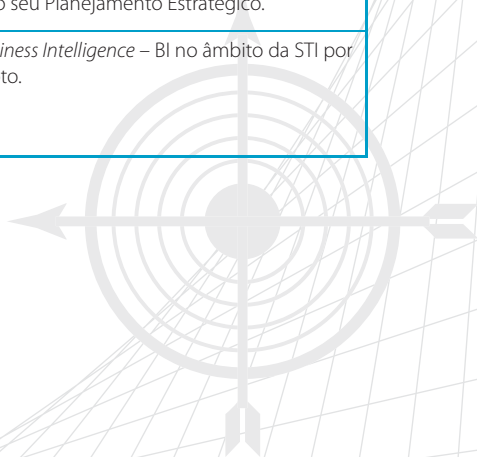 o seu Planejamento Estratégico.
iness Intelligence – BI no âmbito da STI por
to.